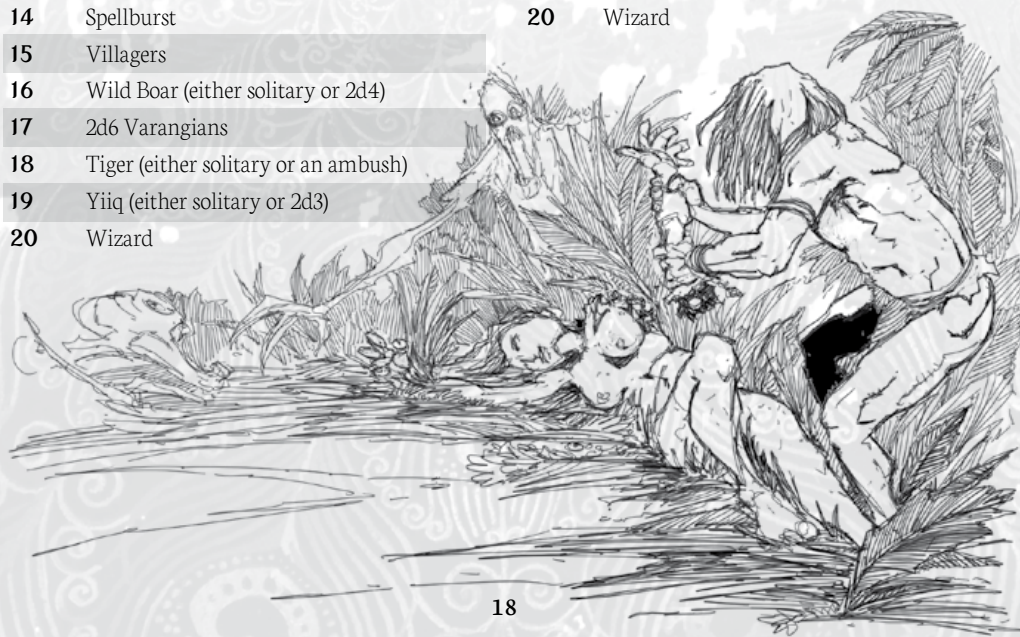 14 Spellburst
15 Villagers
16 Wild Boar (either solitary or 2d4)
17 2d6 Varangians
18 Tiger (either solitary or an ambush)
19 Yiiq (either solitary or 2d3)
20 Wizard
20 Wizard
18